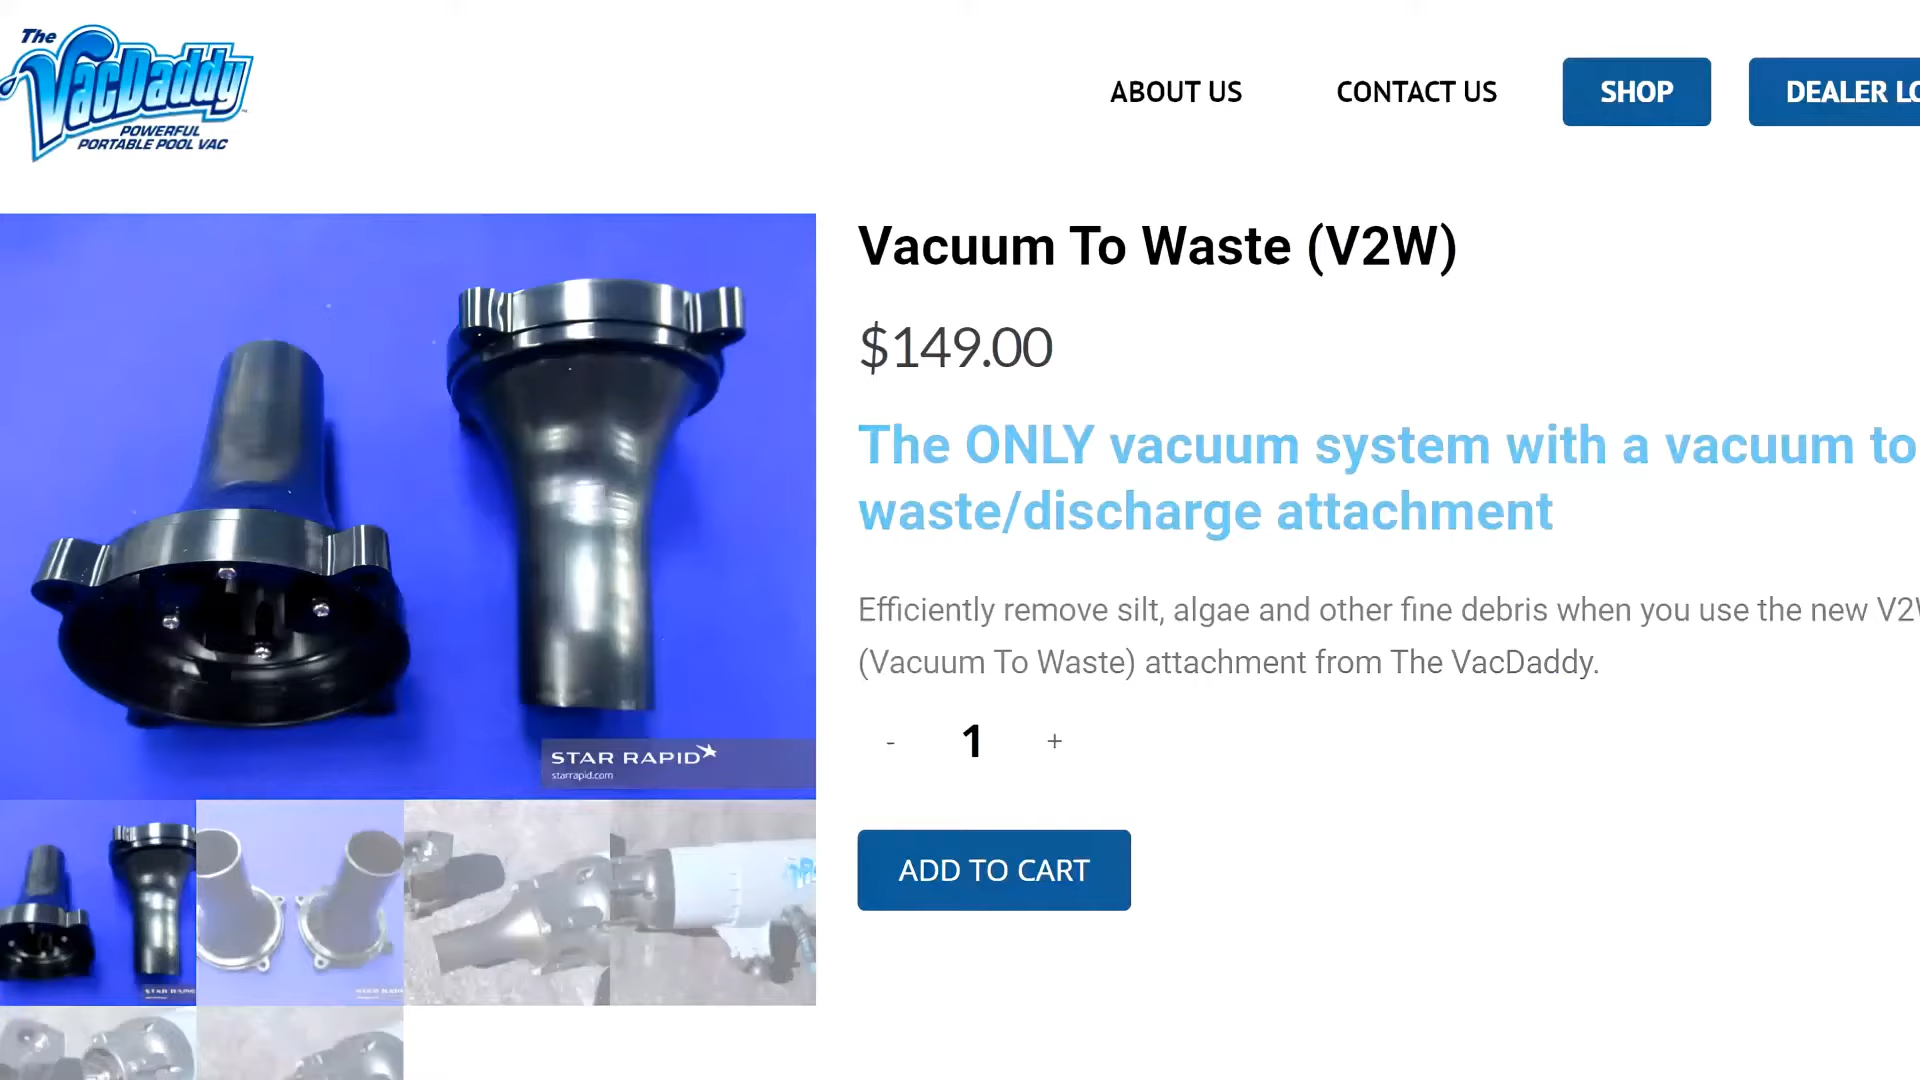 The
VacDaddy
POWERFUL
PORTABLE POOL VAC
ABOUT US
CONTACT US
SHOP
DEALER
Vacuum To Waste (V2W)
$149.00
The ONLY vacuum system with a vacuum to
waste/discharge attachment
Efficiently remove silt, algae and other fine debris when you use the new
(Vacuum To Waste) attachment from The VacDaddy.
- 1 +
ADD TO CART
STAR RAPID
starrapid.com
STAR RAPID